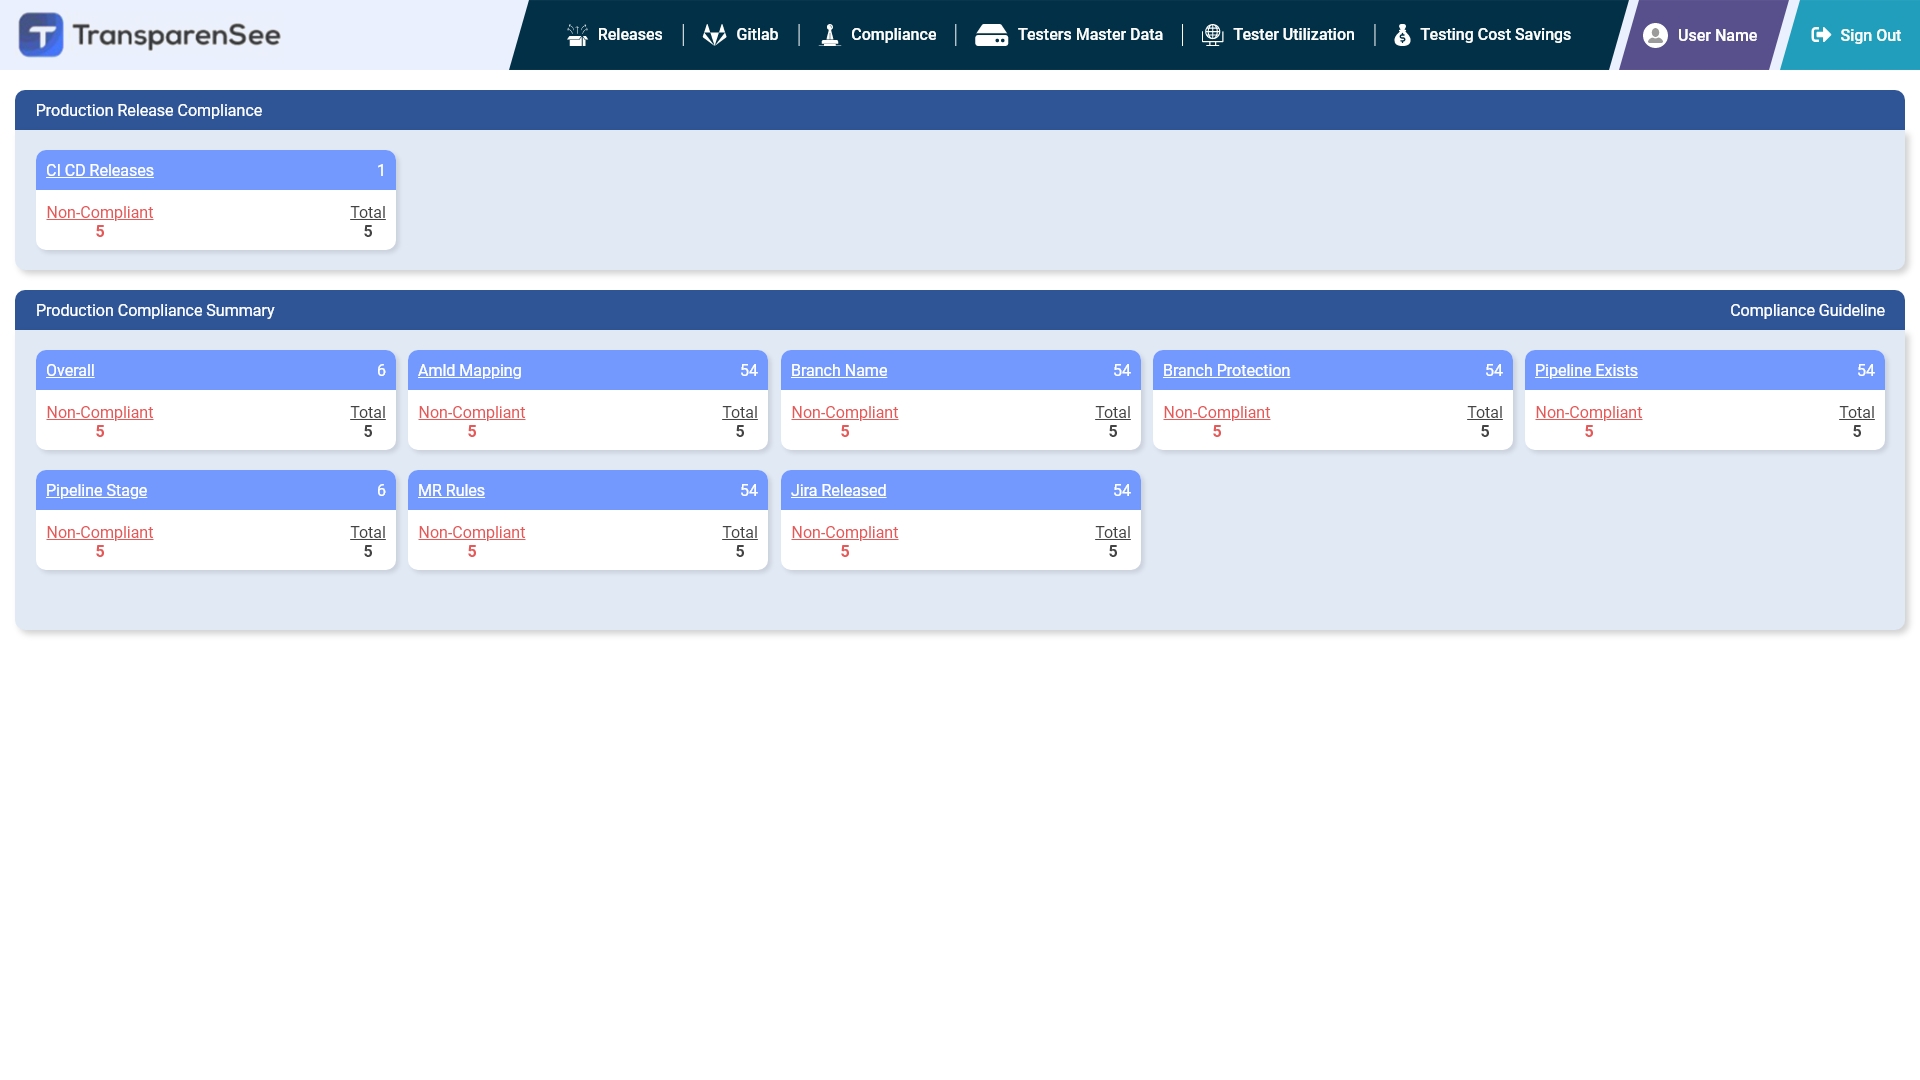 TransparenSee
Releases
Gitlab
Compliance
Testers Master Data
Tester Utilization
Testing Cost Savings
User Name
Sign Out
Production Release Compliance
CI CD Releases 1
Non-Compliant Total
5 5
Production Compliance Summary Compliance Guideline
Overall 6
Non-Compliant Total
5 5
AmId Mapping 54
Non-Compliant Total
5 5
Branch Name 54
Non-Compliant Total
5 5
Branch Protection 54
Non-Compliant Total
5 5
Pipeline Exists 54
Non-Compliant Total
5 5
Pipeline Stage 6
Non-Compliant Total
5 5
MR Rules 54
Non-Compliant Total
5 5
Jira Released 54
Non-Compliant Total
5 5